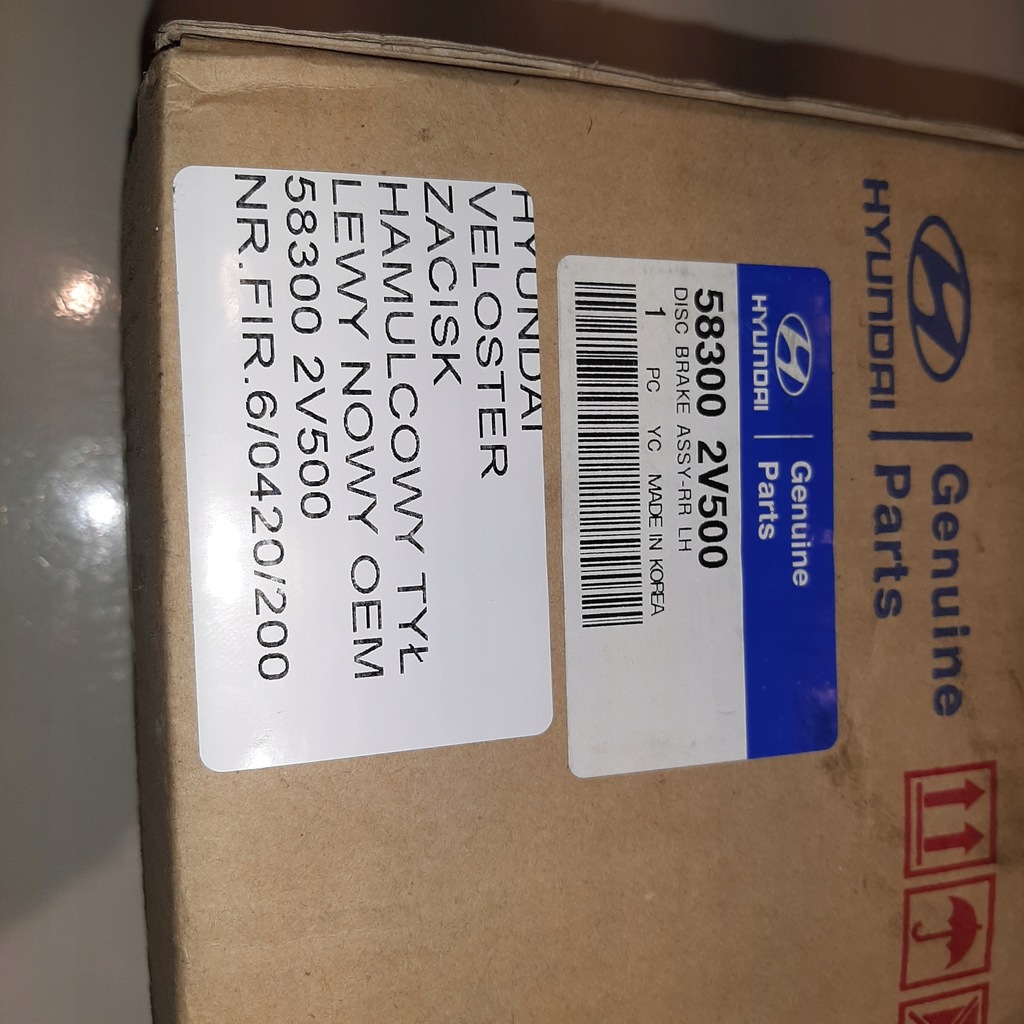 HYUNDAI | Genuine
Parts
HYUNDAI | Genuine
Parts
58300 2V500
DISC BRAKE ASSY-RR LH
1 PC YC MADE IN KOREA
HYUNDAI
VELOSTER
ZACISK
HAMULCOWY TYŁ
LEWY NOWY OEM
58300 2V500
NR.FIR.6/0420/200